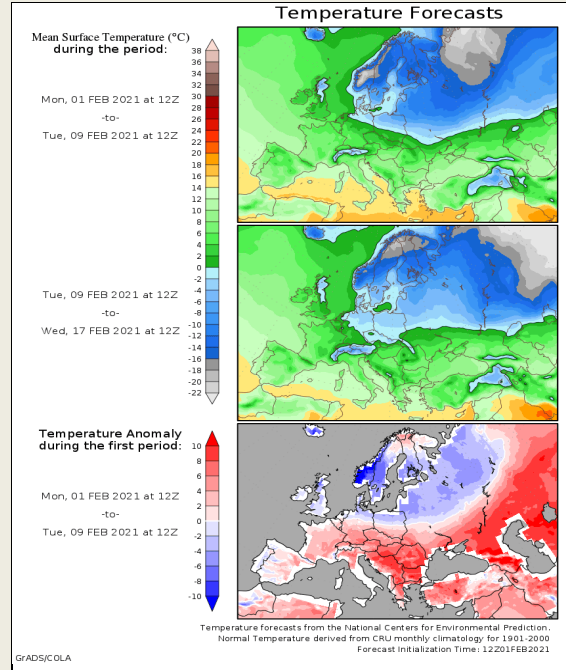 Temperature Forecasts
Mean Surface Temperature (°C)
during the period:
Mon, 01 FEB 2021 at 12Z
-to-
Tue, 09 FEB 2021 at 12Z
38
36
34
32
30
28
26
24
22
20
18
16
14
12
10
8
6
4
2
0
-2
-4
-6
-8
-10
-12
-14
-16
-18
-20
-22
Tue, 09 FEB 2021 at 12Z
-to-
Wed, 17 FEB 2021 at 12Z
Temperature Anomaly
during the first period:
Mon, 01 FEB 2021 at 12Z
-to-
Tue, 09 FEB 2021 at 12Z
10
8
6
4
2
0
-2
-4
-6
-8
-10
Temperature forecasts from the National Centers for Environmental Prediction.
Normal Temperature derived from CRU monthly climatology for 1901-2000
Forecast Initialization Time: 12Z01FEB2021
GrADS/COLA